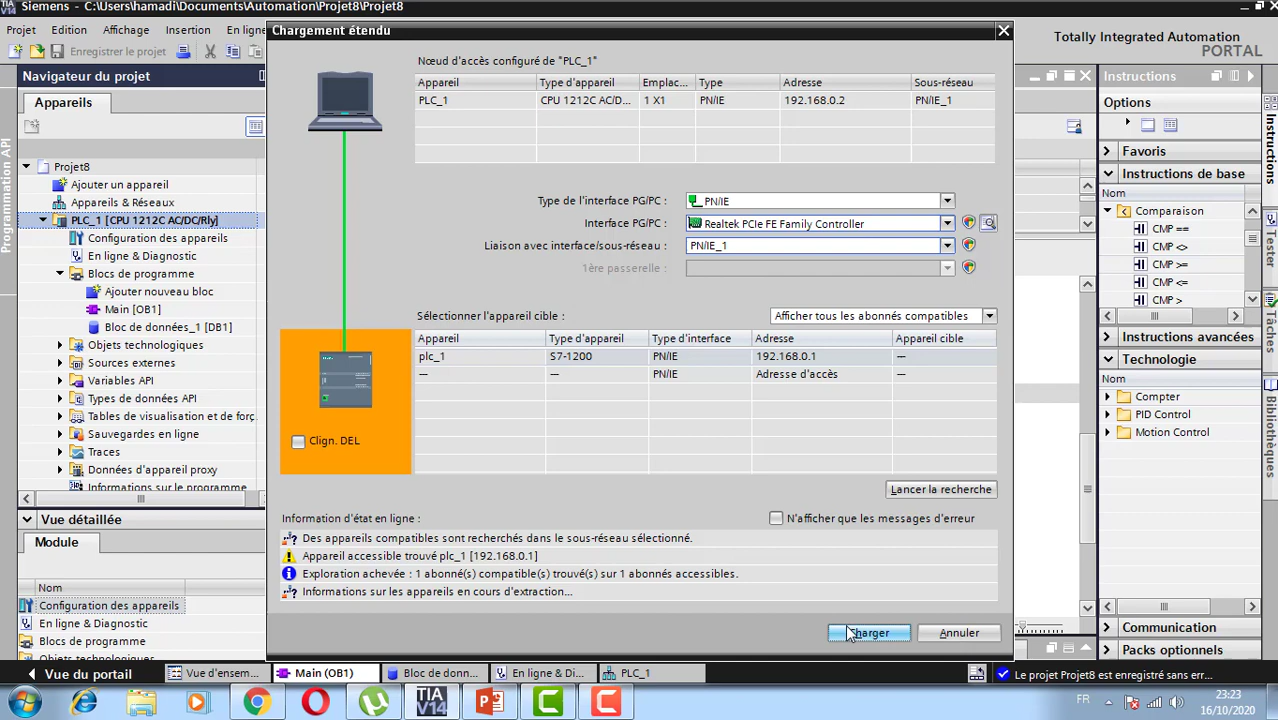 Siemens - C:\Users\hamadi\Documents\Automation\Projet8\Projet8
TIA
V14
Projet Edition Affichage Insertion En ligne
Enregistrer le projet
Totally Integrated Automation
PORTAL
Navigateur du projet
Appareils
Programmation API
Projet8
Ajouter un appareil
Appareils & Réseaux
PLC_1 [CPU 1212C AC/DC/Rly]
Configuration des appareils
En ligne & Diagnostic
Blocs de programme
Ajouter nouveau bloc
Main [OB1]
Bloc de données_1 [DB1]
Objets technologiques
Sources externes
Variables API
Types de données API
Tables de visualisation et de forç
Sauvegardes en ligne
Traces
Données d'appareil proxy
Informations sur le programme
Vue détaillée
Module
Nom
Configuration des appareils
En ligne & Diagnostic
Blocs de programme
Objets technologiques
Chargement étendu
Nœud d'accès configuré de "PLC_1"
Appareil Type d'appareil Emplac... Type Adresse Sous-réseau
PLC_1 CPU 1212C AC/D... 1 X1 PN/IE 192.168.0.2 PN/IE_1
Type de l'interface PG/PC : PN/IE
Interface PG/PC : Realtek PCIe FE Family Controller
Liaison avec interface/sous-réseau : PN/IE_1
1ère passerelle :
Sélectionner l'appareil cible : Afficher tous les abonnés compatibles
Appareil Type d'appareil Type d'interface Adresse Appareil cible
plc_1 S7-1200 PN/IE 192.168.0.1 —
— — PN/IE Adresse d'accès —
Clign. DEL
Lancer la recherche
Information d'état en ligne : N'afficher que les messages d'erreur
Des appareils compatibles sont recherchés dans le sous-réseau sélectionné.
Appareil accessible trouvé plc_1 [192.168.0.1]
Exploration achevée : 1 abonné(s) compatible(s) trouvé(s) sur 1 abonnés accessibles.
Informations sur les appareils en cours d'extraction...
Charger Annuler
Instructions
Options
Favoris
Instructions de base
Nom
Comparaison
CMP ==
CMP <>
CMP >=
CMP <=
CMP >
Instructions avancées
Technologie
Nom
Compter
PID Control
Motion Control
Communication
Packs optionnels
Instructions
Tester
Tâches
Bibliothèques
Vue du portail Vue d'ensem... Main (OB1) Bloc de donn... En ligne & Di... PLC_1 Le projet Projet8 est enregistré sans err...
TIA
V14
FR
23:23
16/10/2020